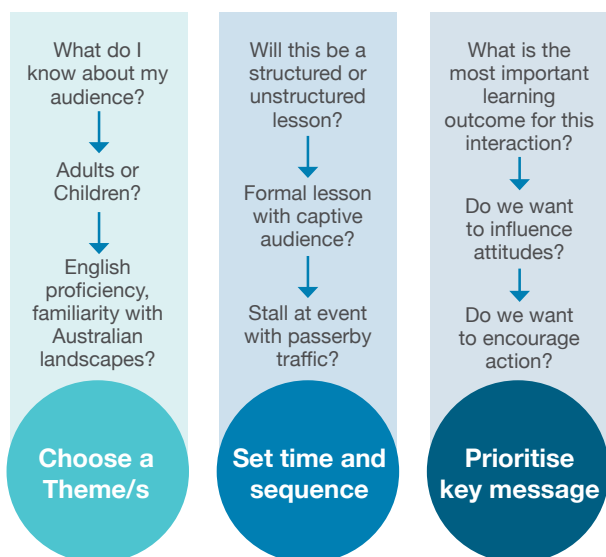 What do I
know about my
audience?
Adults or
Children?
English
proficiency,
familiarity with
Australian
landscapes?
Choose a
Theme/s
Will this be a
structured or
unstructured
lesson?
Formal lesson
with captive
audience?
Stall at event
with passerby
traffic?
Set time and
sequence
What is the
most important
learning
outcome for this
interaction?
Do we want
to influence
attitudes?
Do we want
to encourage
action?
Prioritise
key message